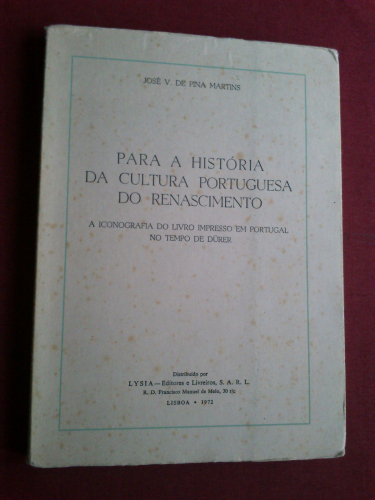 JOSÉ V. DE PINA MARTINS
PARA A HISTÓRIA
DA CULTURA PORTUGUESA
DO RENASCIMENTO
A ICONOGRAFIA DO LIVRO IMPRESSO EM PORTUGAL
NO TEMPO DE DÜRER
Distribuído por
LYSIA — Editores e Livreiros, S. A. R. L.
R. D. Francisco Manuel de Melo, 30 r/c
LISBOA • 1972